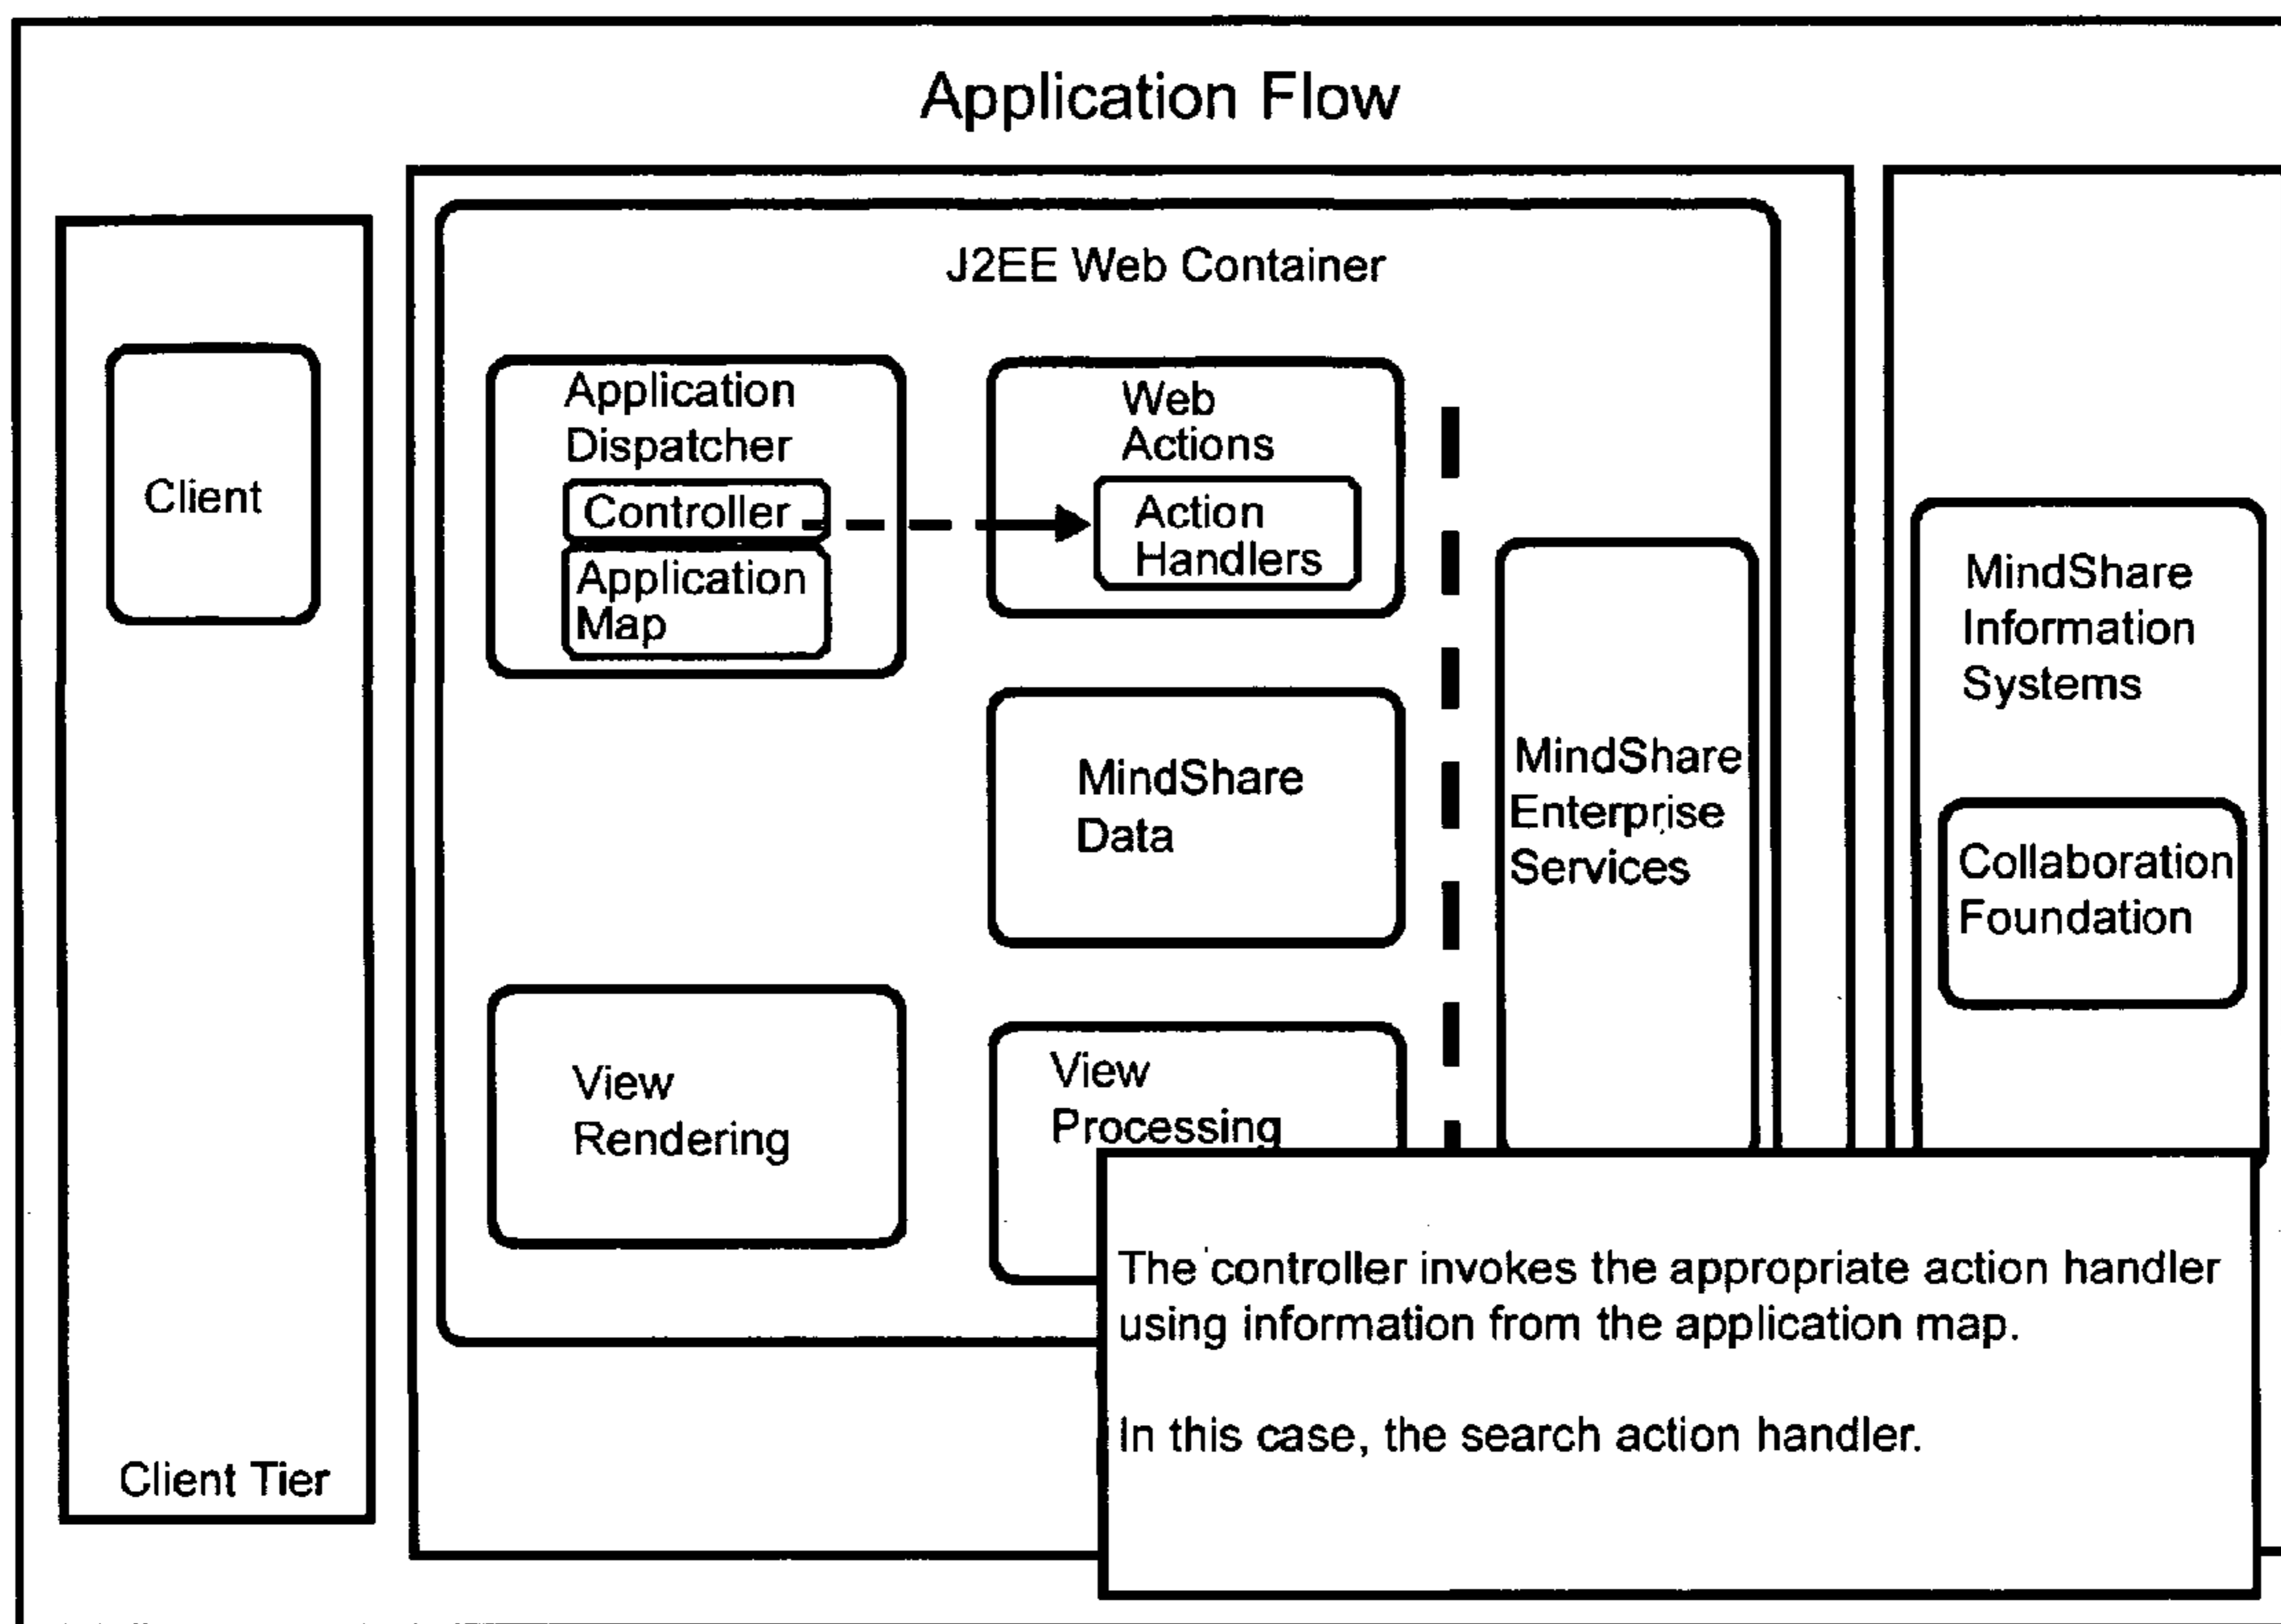 Application Flow
J2EE Web Container
Client
Client Tier
Application
Dispatcher
Controller
Application
Map
Web
Actions
Action
Handlers
MindShare
Data
View
Rendering
View
Processing
MindShare
Enterprise
Services
MindShare
Information
Systems
Collaboration
Foundation
The controller invokes the appropriate action handler
using information from the application map.
In this case, the search action handler.